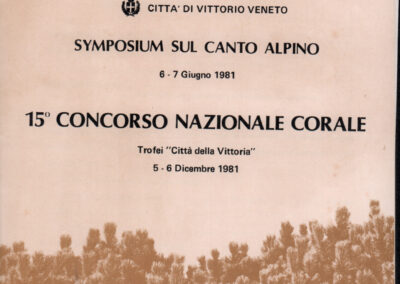 CITTA' DI VITTORIO VENETO
SYMPOSIUM SUL CANTO ALPINO
6 - 7 Giugno 1981
15° CONCORSO NAZIONALE CORALE
Trofei "Città della Vittoria"
5 - 6 Dicembre 1981